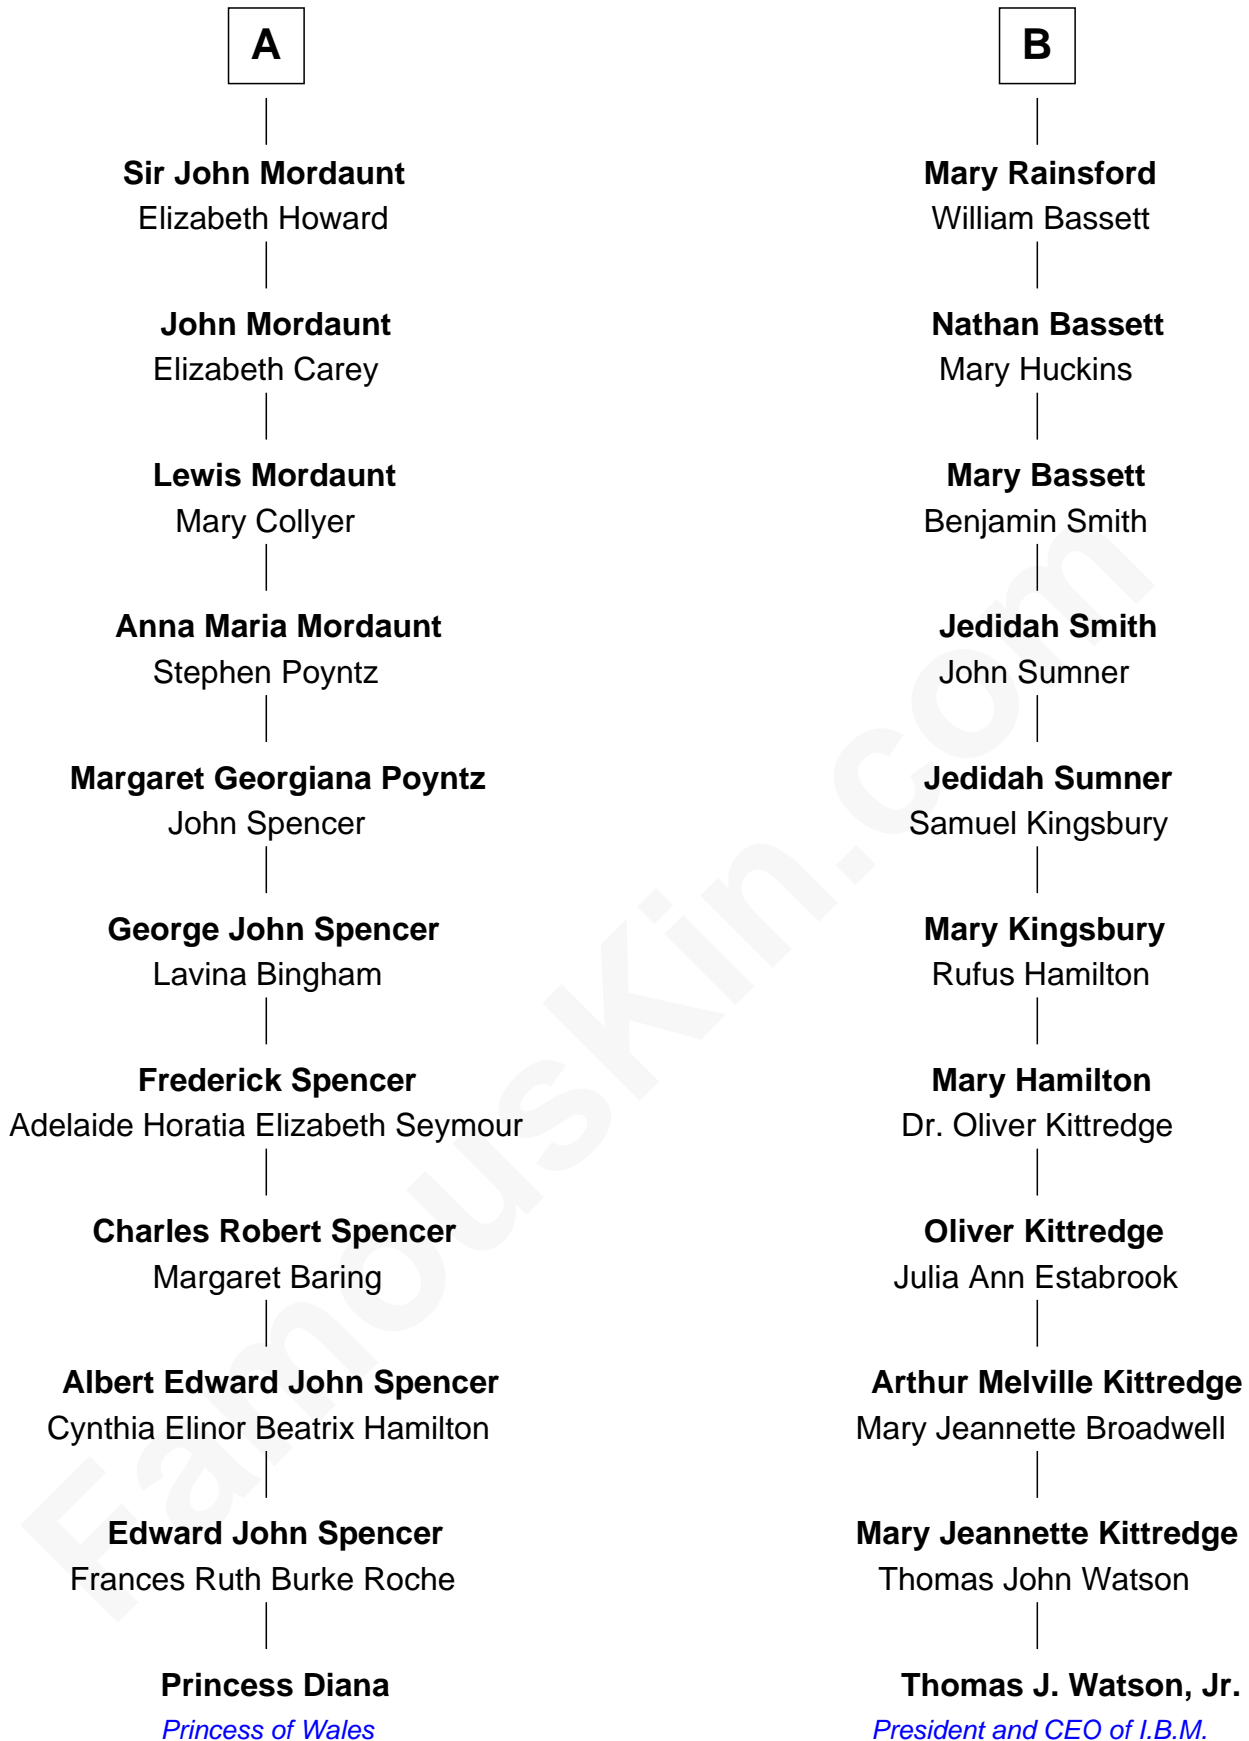 A
Sir John Mordaunt
Elizabeth Howard
John Mordaunt
Elizabeth Carey
Lewis Mordaunt
Mary Collyer
Anna Maria Mordaunt
Stephen Poyntz
Margaret Georgiana Poyntz
John Spencer
George John Spencer
Lavina Bingham
Frederick Spencer
Adelaide Horatia Elizabeth Seymour
Charles Robert Spencer
Margaret Baring
Albert Edward John Spencer
Cynthia Elinor Beatrix Hamilton
Edward John Spencer
Frances Ruth Burke Roche
Princess Diana
Princess of Wales
B
Mary Rainsford
William Bassett
Nathan Bassett
Mary Huckins
Mary Bassett
Benjamin Smith
Jedidah Smith
John Sumner
Jedidah Sumner
Samuel Kingsbury
Mary Kingsbury
Rufus Hamilton
Mary Hamilton
Dr. Oliver Kittredge
Oliver Kittredge
Julia Ann Estabrook
Arthur Melville Kittredge
Mary Jeannette Broadwell
Mary Jeannette Kittredge
Thomas John Watson
Thomas J. Watson, Jr.
President and CEO of I.B.M.
FamousKin.com